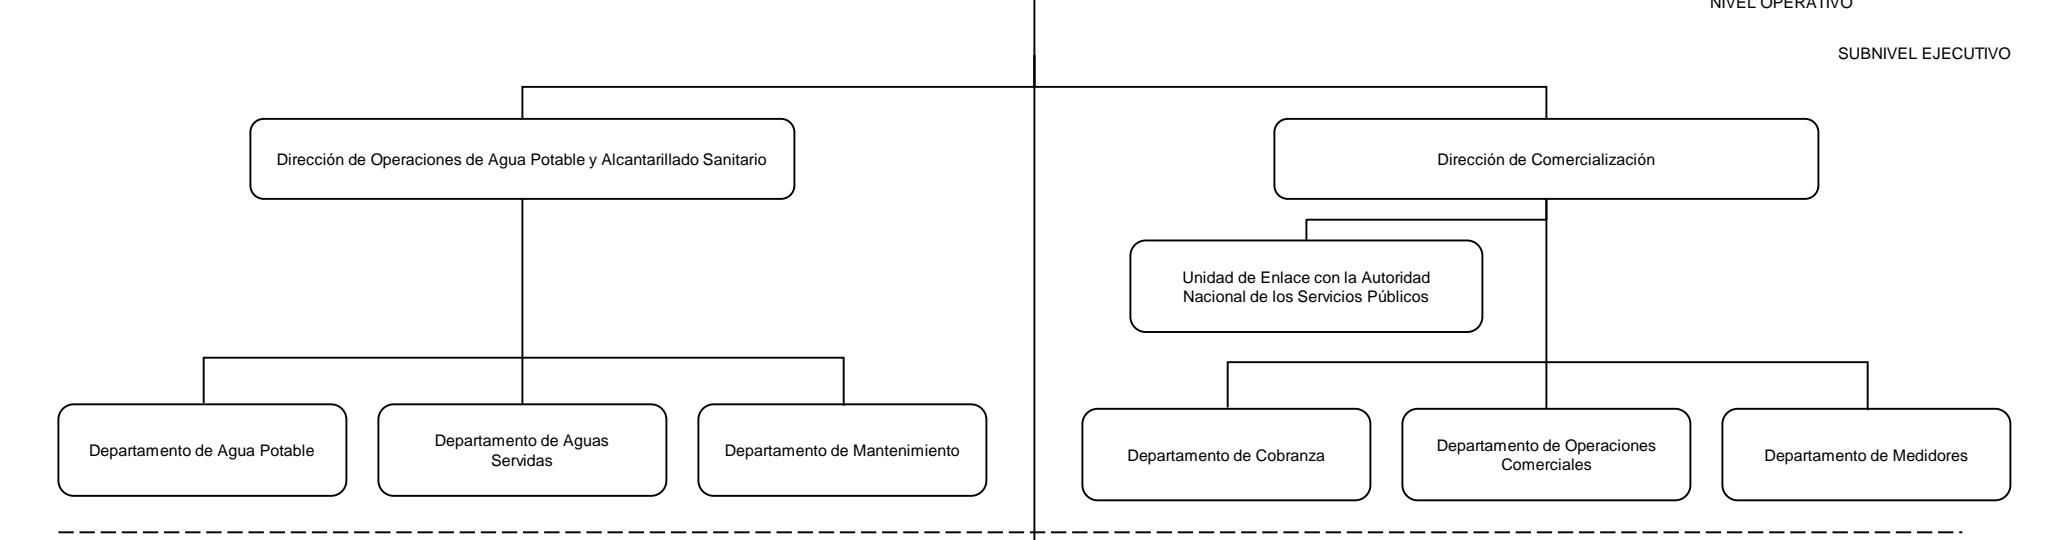 NIVEL OPERATIVO
SUBNIVEL EJECUTIVO
Dirección de Operaciones de Agua Potable y Alcantarillado Sanitario
Dirección de Comercialización
Unidad de Enlace con la Autoridad
Nacional de los Servicios Públicos
Departamento de Agua Potable
Departamento de Aguas
Servidas
Departamento de Mantenimiento
Departamento de Cobranza
Departamento de Operaciones
Comerciales
Departamento de Medidores